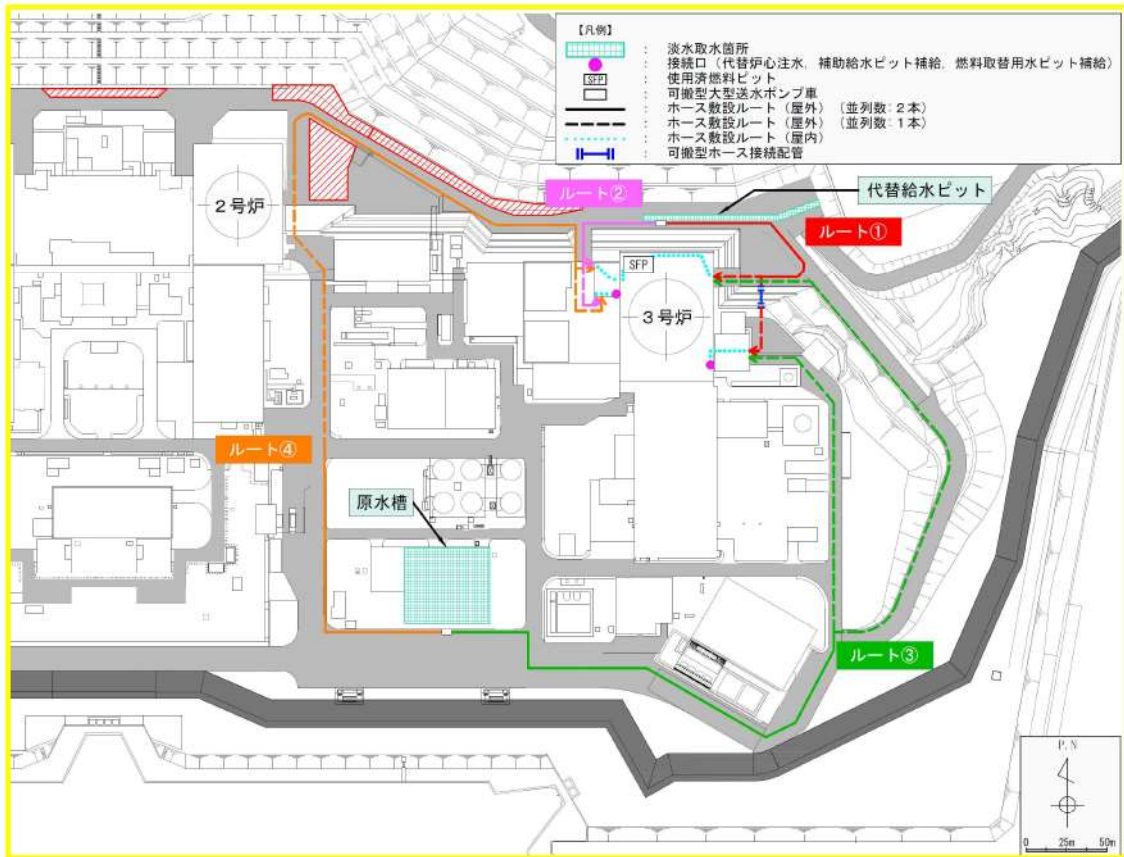 【凡例】
： 淡水取水箇所
： 接続口（代替炉心注水，補助給水ピット補給，燃料取替用水ピット補給）
SFP ： 使用済燃料ピット
： 可搬型大型送水ポンプ車
： ホース敷設ルート（屋外）（並列数：2本）
： ホース敷設ルート（屋外）（並列数：1本）
： ホース敷設ルート（屋内）
： 可搬型ホース接続配管
ルート②
代替給水ピット
2号炉
ルート①
SFP
3号炉
ルート④
原水槽
ルート③
P.N
0 25m 50m